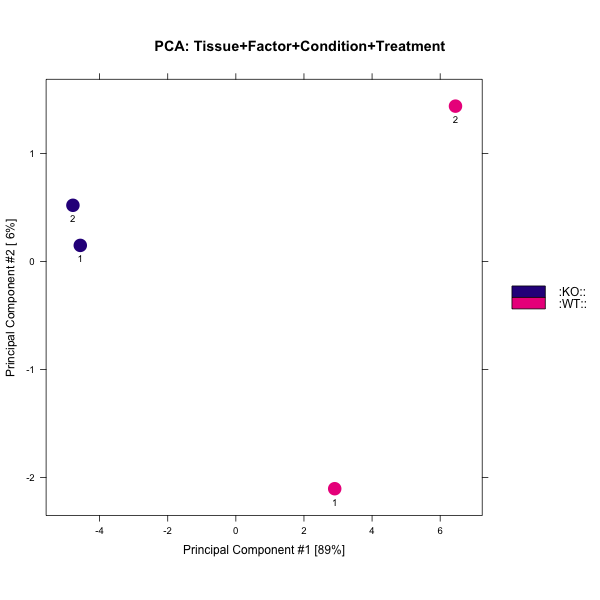 PCA: Tissue+Factor+Condition+Treatment
2
1
2
1
1
0
-1
-2
-4
-2
0
2
4
6
Principal Component #2 [ 6%]
Principal Component #1 [89%]
:KO::
:WT::